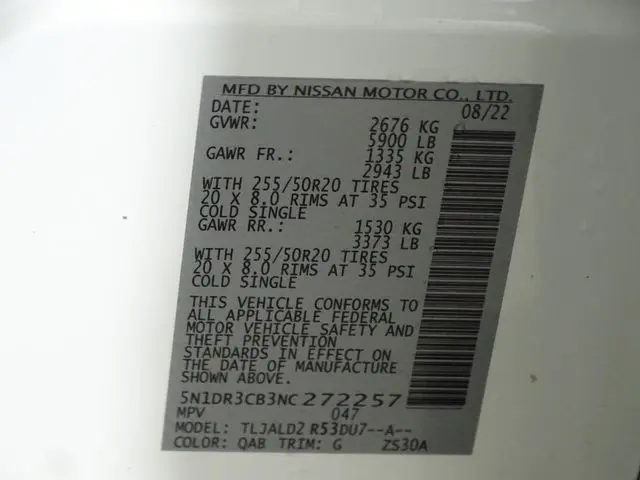 MFD BY NISSAN MOTOR CO., LTD.
DATE: 08/22
GVWR: 2676 KG
5900 LB
GAWR FR.: 1335 KG
2943 LB
WITH 255/50R20 TIRES
20 X 8.0 RIMS AT 35 PSI
COLD SINGLE
GAWR RR.: 1530 KG
3373 LB
WITH 255/50R20 TIRES
20 X 8.0 RIMS AT 35 PSI
COLD SINGLE
THIS VEHICLE CONFORMS TO
ALL APPLICABLE FEDERAL
MOTOR VEHICLE SAFETY AND
THEFT PREVENTION
STANDARDS IN EFFECT ON
THE DATE OF MANUFACTURE
SHOWN ABOVE.
5N1DR3CB3NC272257
MPV 047
MODEL: TLJALD2 R53DU7--A--
COLOR: QAB TRIM: G ZS30A